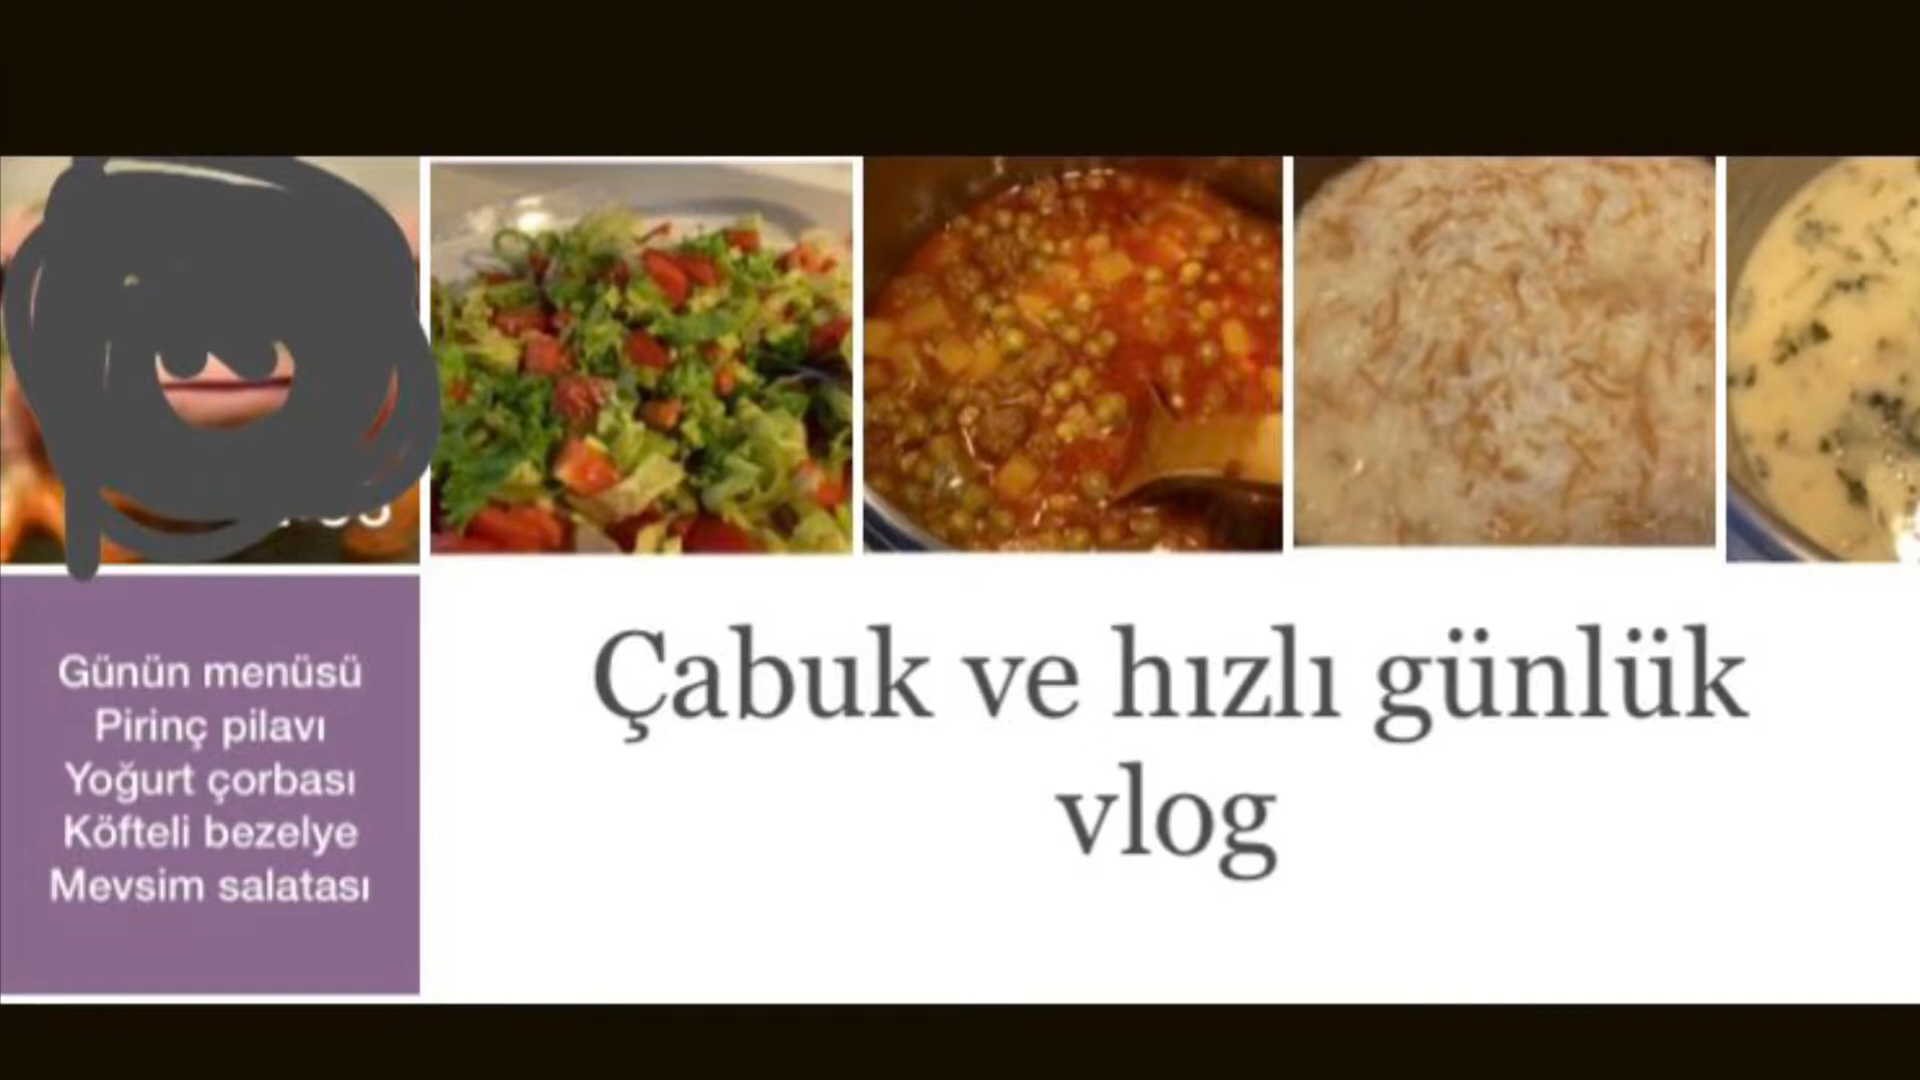 Günün menüsü
Pirinç pilavı
Yoğurt çorbası
Köfteli bezelye
Mevsim salatası
Çabuk ve hızlı günlük
vlog